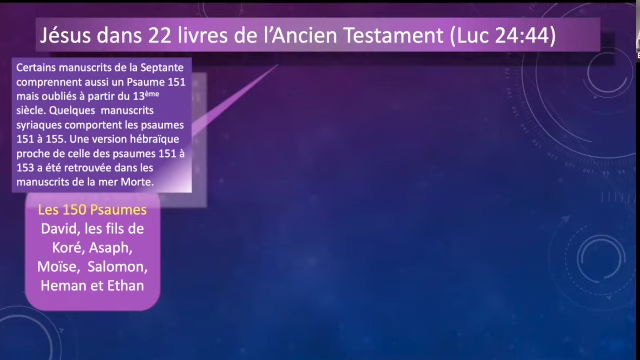 Jésus dans 22 livres de l'Ancien Testament (Luc 24:44)
Certains manuscrits de la Septante
comprennent aussi un Psaume 151
mais oubliés à partir du 13ème
siècle. Quelques manuscrits
syriaques comportent les psaumes
151 à 155. Une version hébraïque
proche de celle des psaumes 151 à
153 a été retrouvée dans les
manuscrits de la mer Morte.
Les 150 Psaumes
David, les fils de
Koré, Asaph,
Moïse, Salomon,
Heman et Ethan